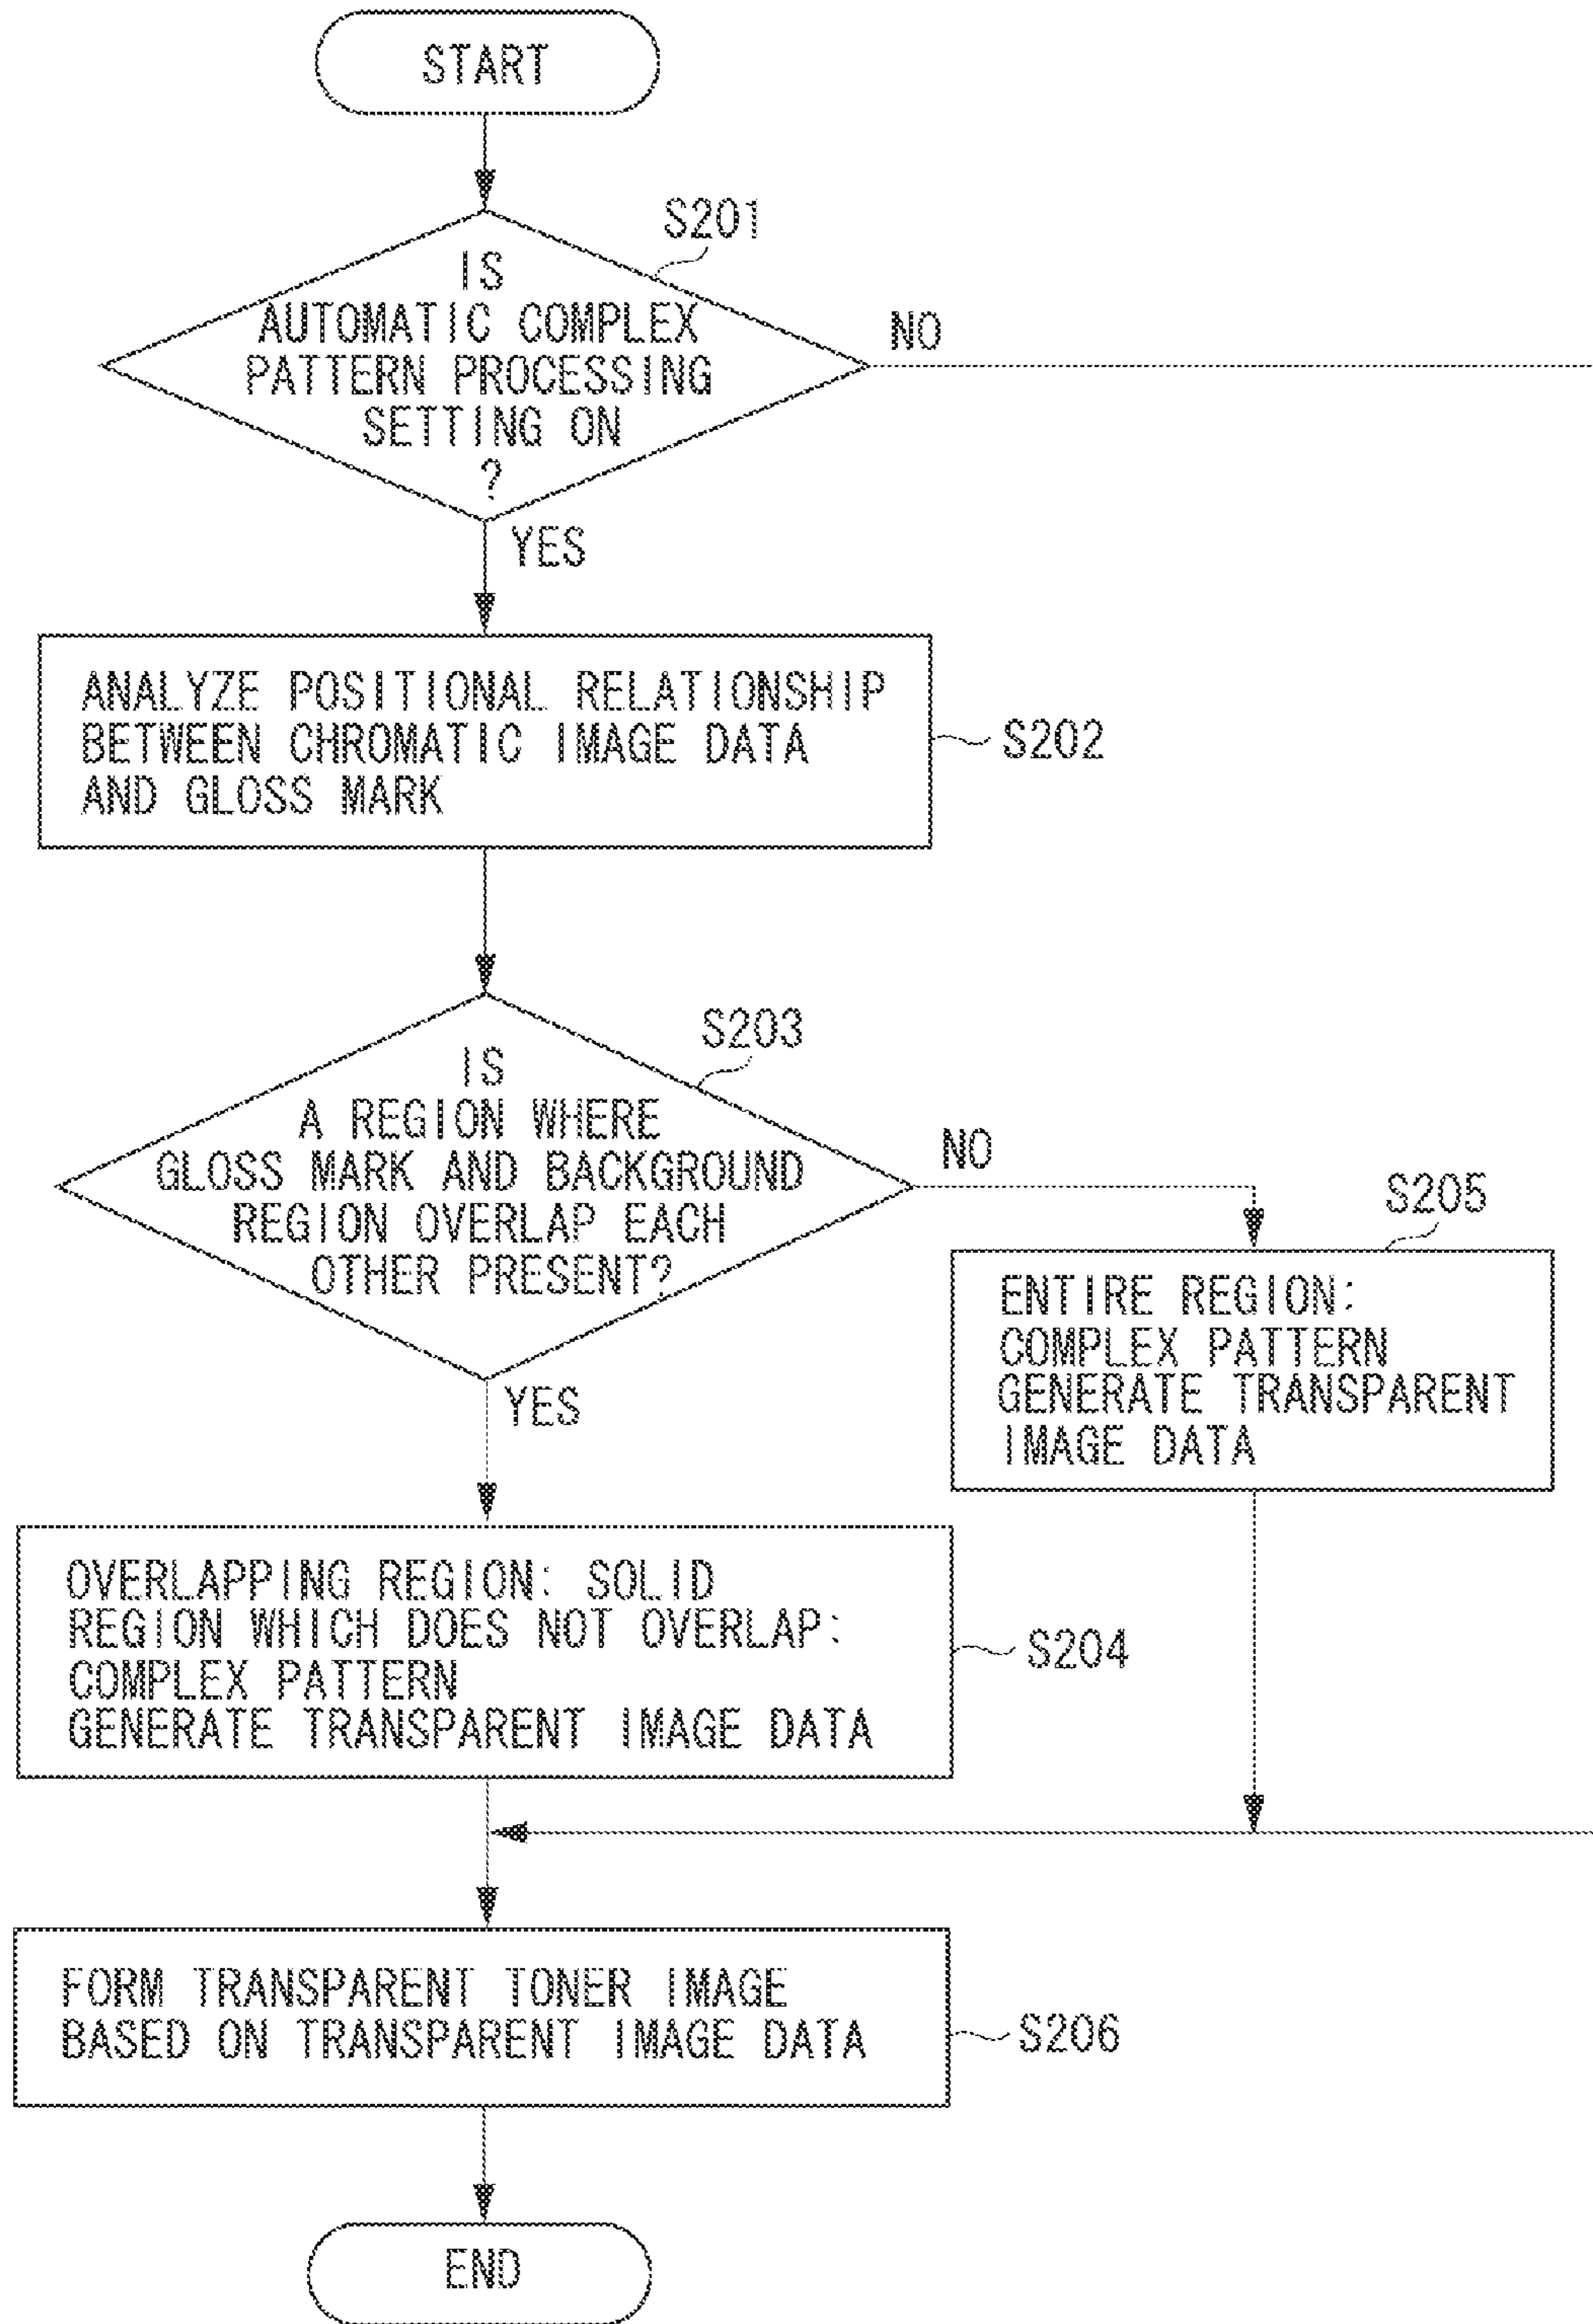 START
S201
IS
AUTOMATIC COMPLEX
PATTERN PROCESSING
SETTING ON
?
NO
YES
ANALYZE POSITIONAL RELATIONSHIP
BETWEEN CHROMATIC IMAGE DATA
AND GLOSS MARK
S202
S203
IS
A REGION WHERE
GLOSS MARK AND BACKGROUND
REGION OVERLAP EACH
OTHER PRESENT?
NO
YES
S205
ENTIRE REGION:
COMPLEX PATTERN
GENERATE TRANSPARENT
IMAGE DATA
OVERLAPPING REGION: SOLID
REGION WHICH DOES NOT OVERLAP:
COMPLEX PATTERN
GENERATE TRANSPARENT IMAGE DATA
S204
FORM TRANSPARENT TONER IMAGE
BASED ON TRANSPARENT IMAGE DATA
S206
END